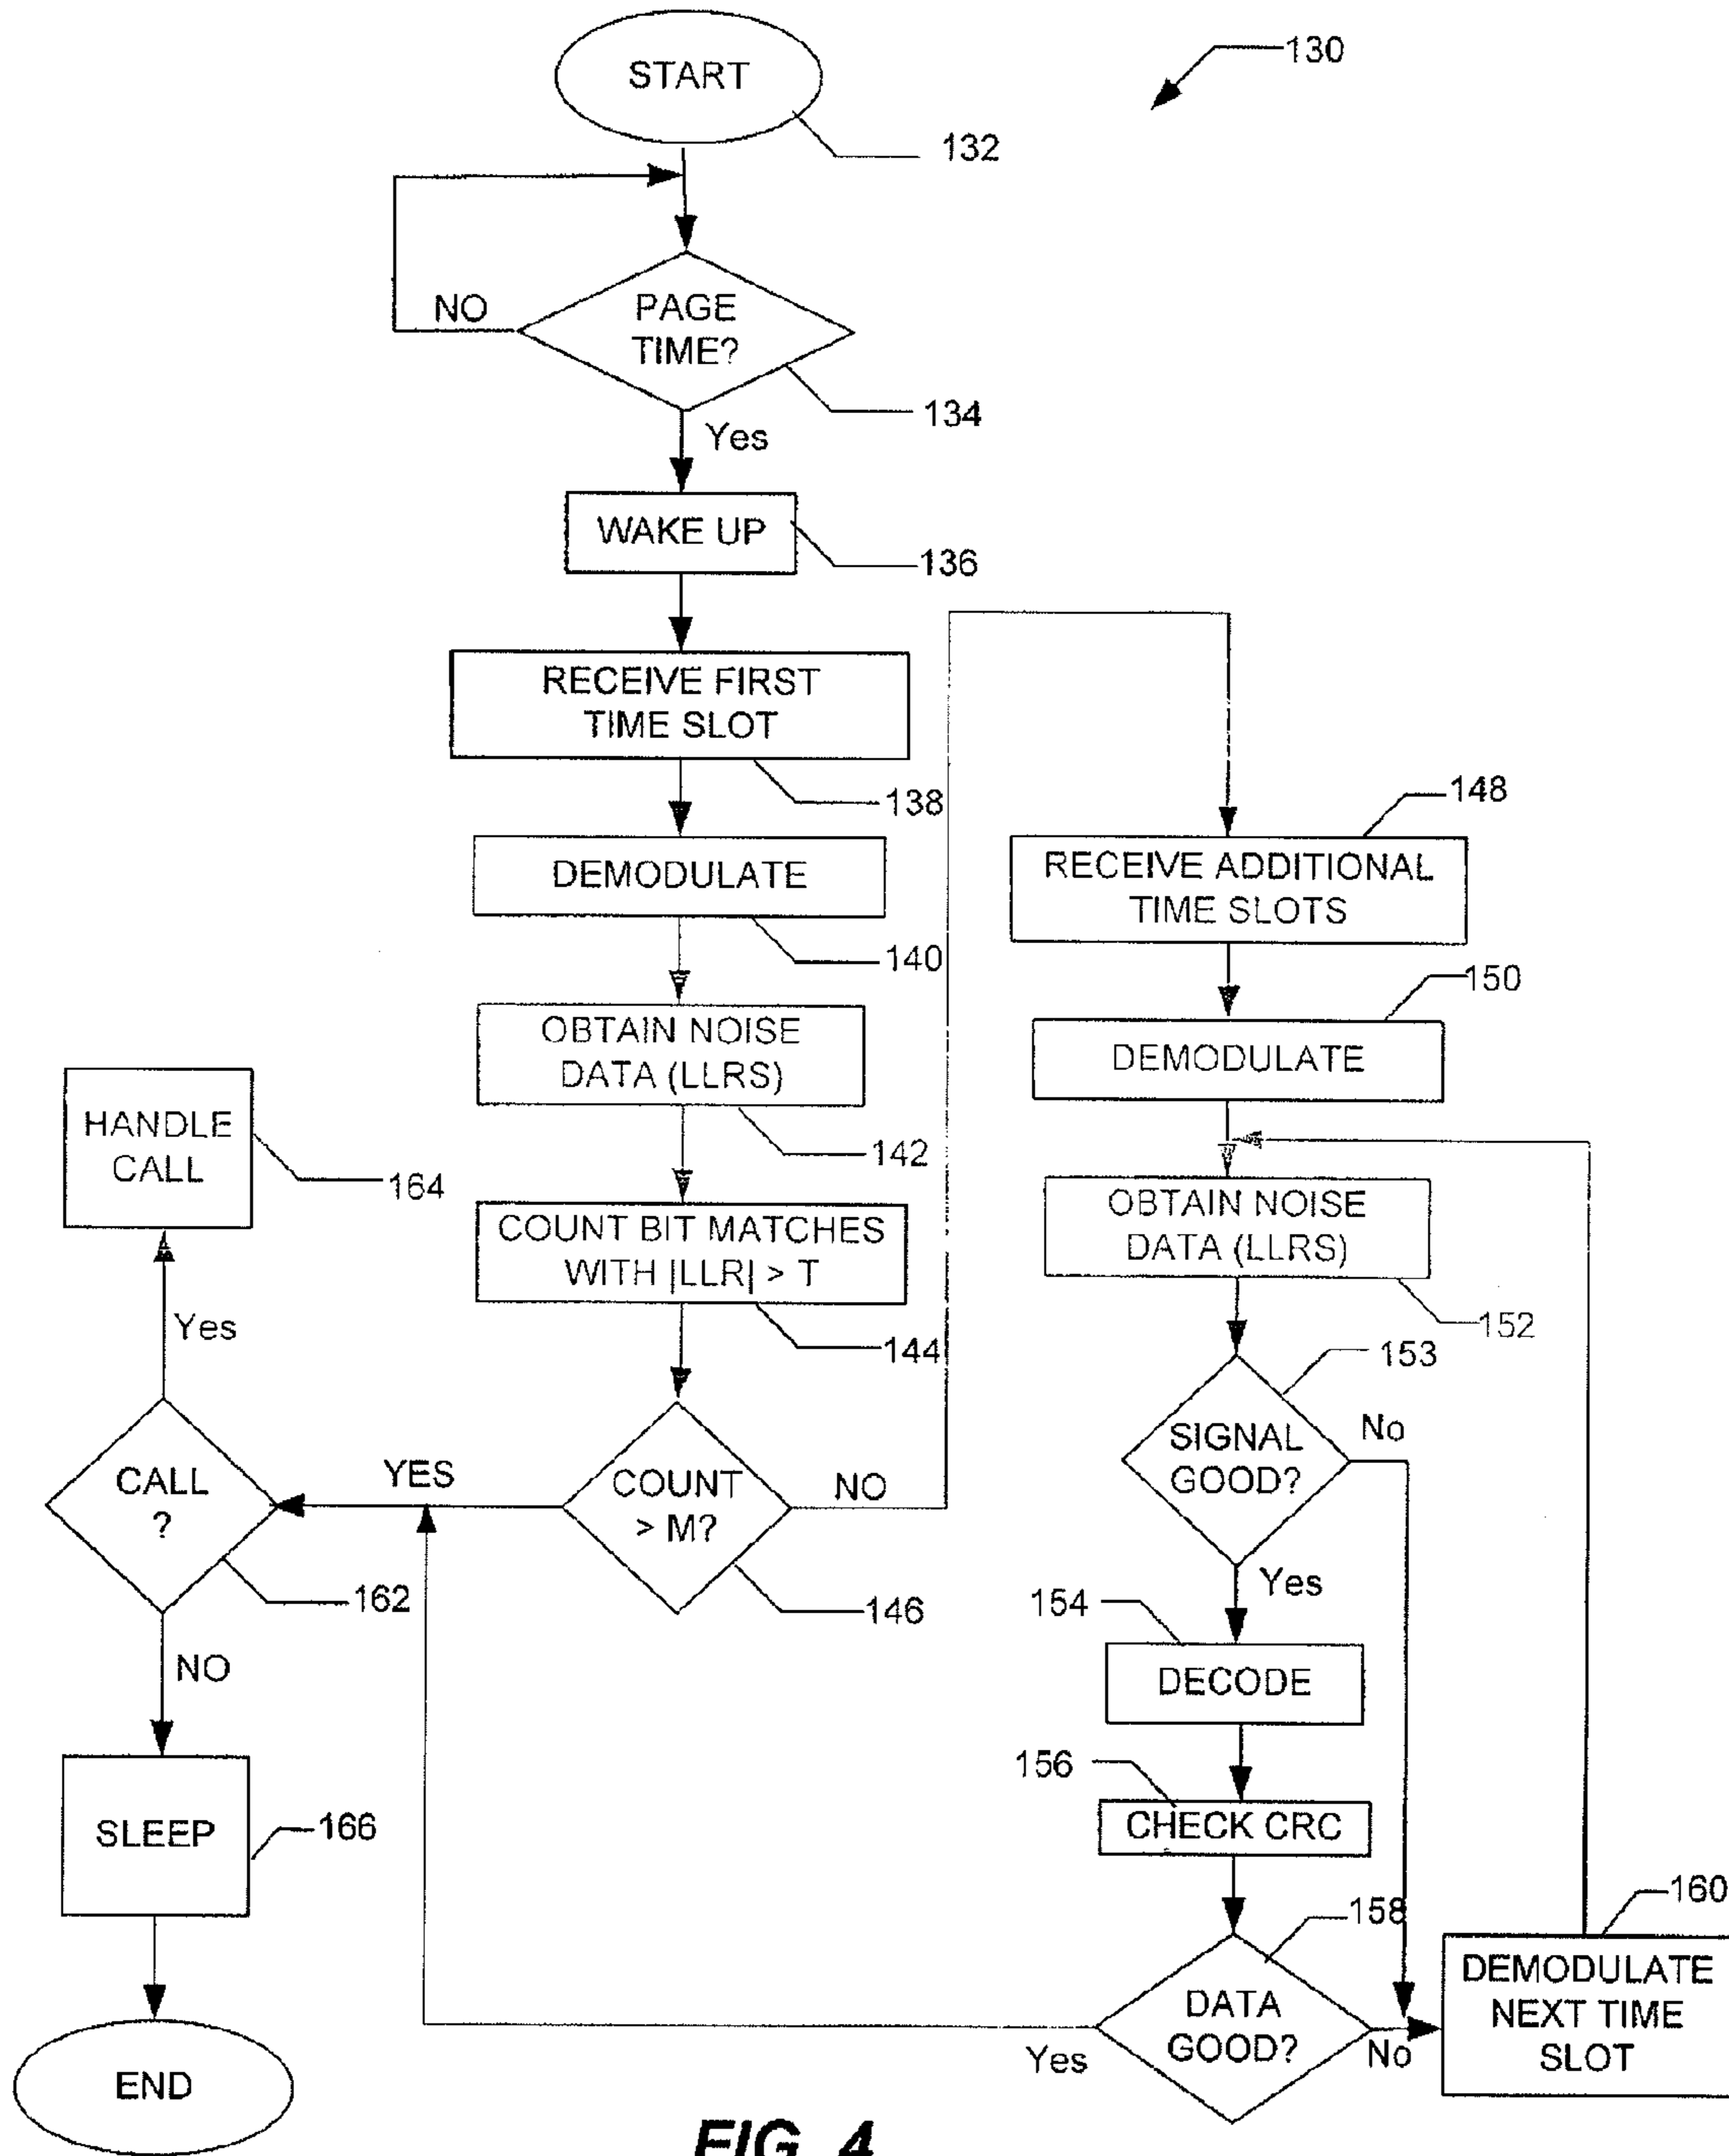 START
130
132
NO
PAGE
TIME?
134
Yes
WAKE UP
136
RECEIVE FIRST
TIME SLOT
138
DEMODULATE
140
OBTAIN NOISE
DATA (LLRS)
142
COUNT BIT MATCHES
WITH |LLR| > T
144
COUNT
> M?
146
YES
NO
148
RECEIVE ADDITIONAL
TIME SLOTS
150
DEMODULATE
OBTAIN NOISE
DATA (LLRS)
152
153
SIGNAL
GOOD?
No
Yes
154
DECODE
156
CHECK CRC
158
DATA
GOOD?
Yes
No
160
DEMODULATE
NEXT TIME
SLOT
HANDLE
CALL
164
Yes
CALL
?
162
NO
SLEEP
166
END
FIG. 4